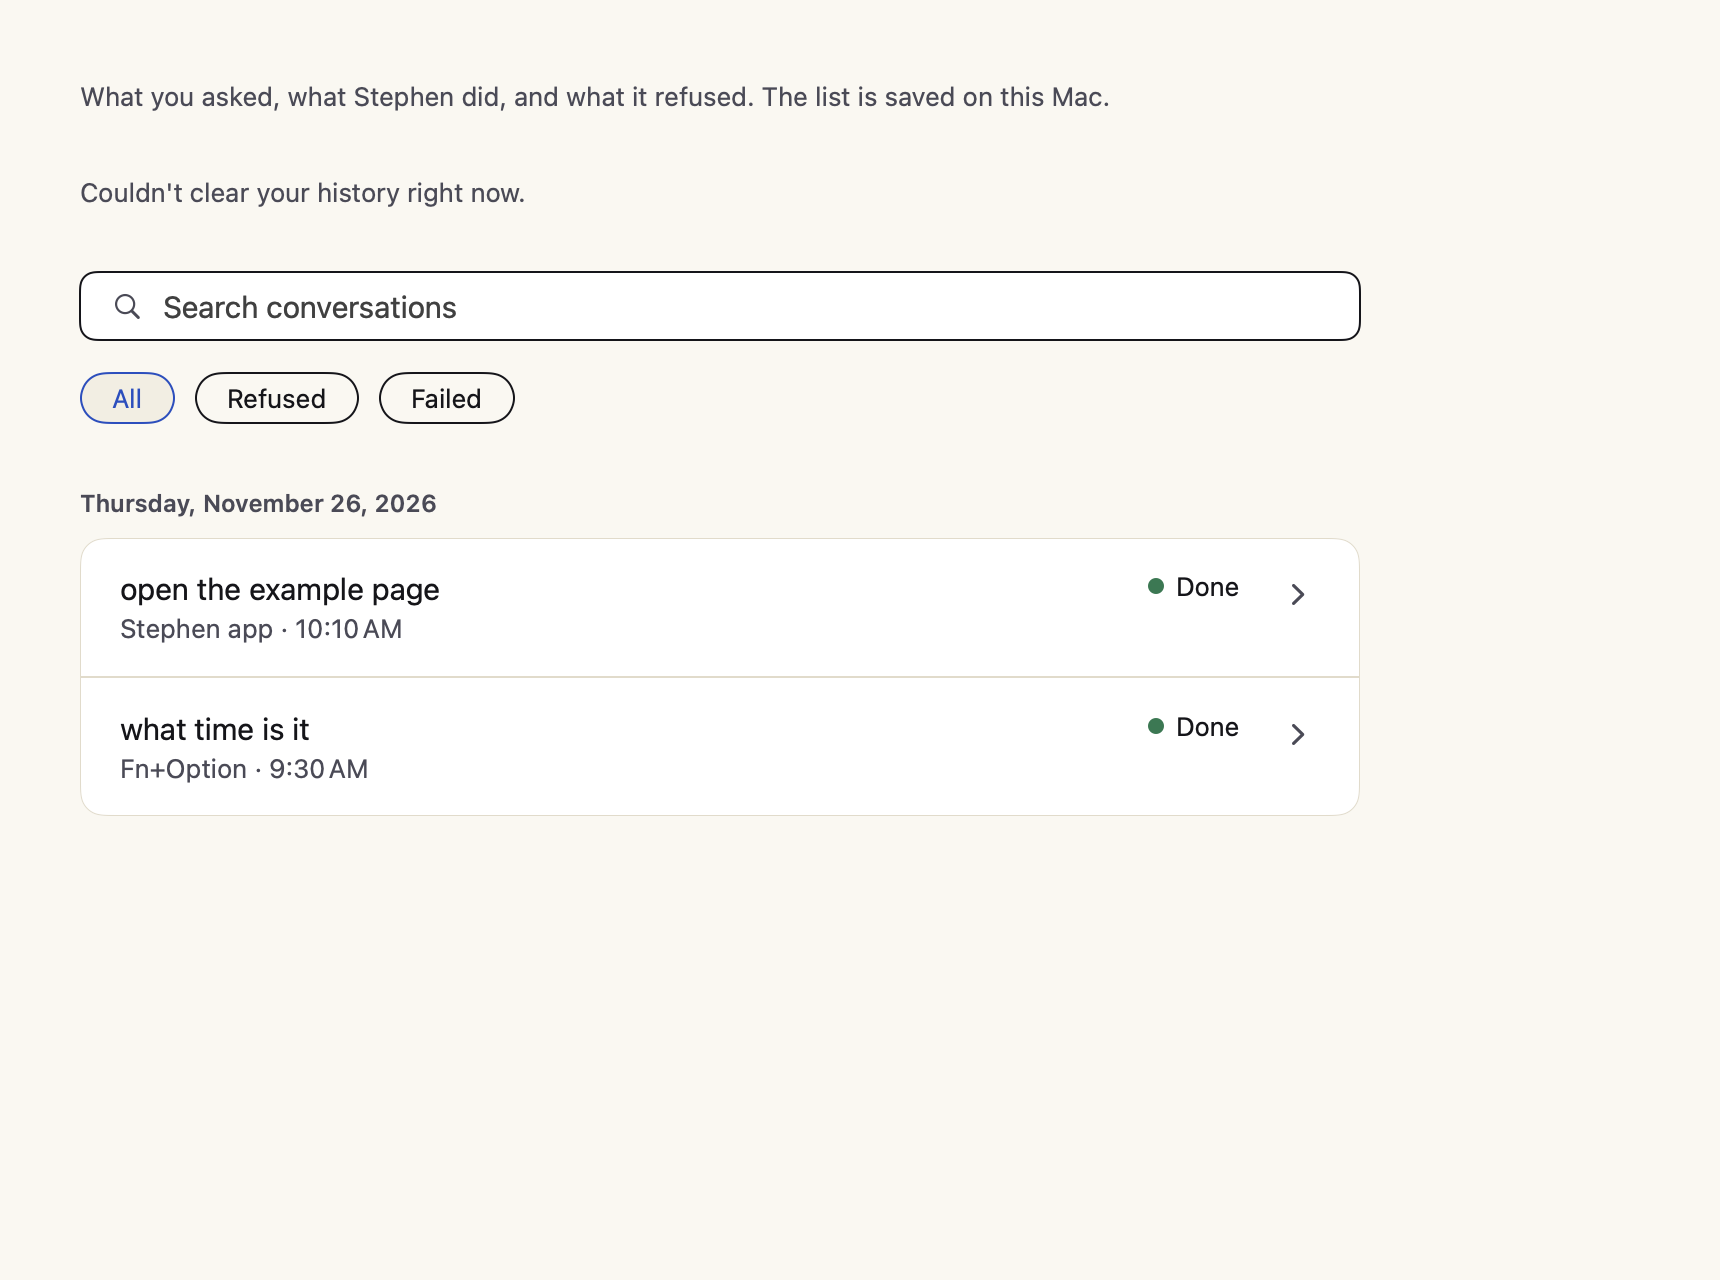 What you asked, what Stephen did, and what it refused. The list is saved on this Mac.
Couldn't clear your history right now.
Search conversations
All Refused Failed
Thursday, November 26, 2026
open the example page Done
Stephen app · 10:10 AM
what time is it Done
Fn+Option · 9:30 AM